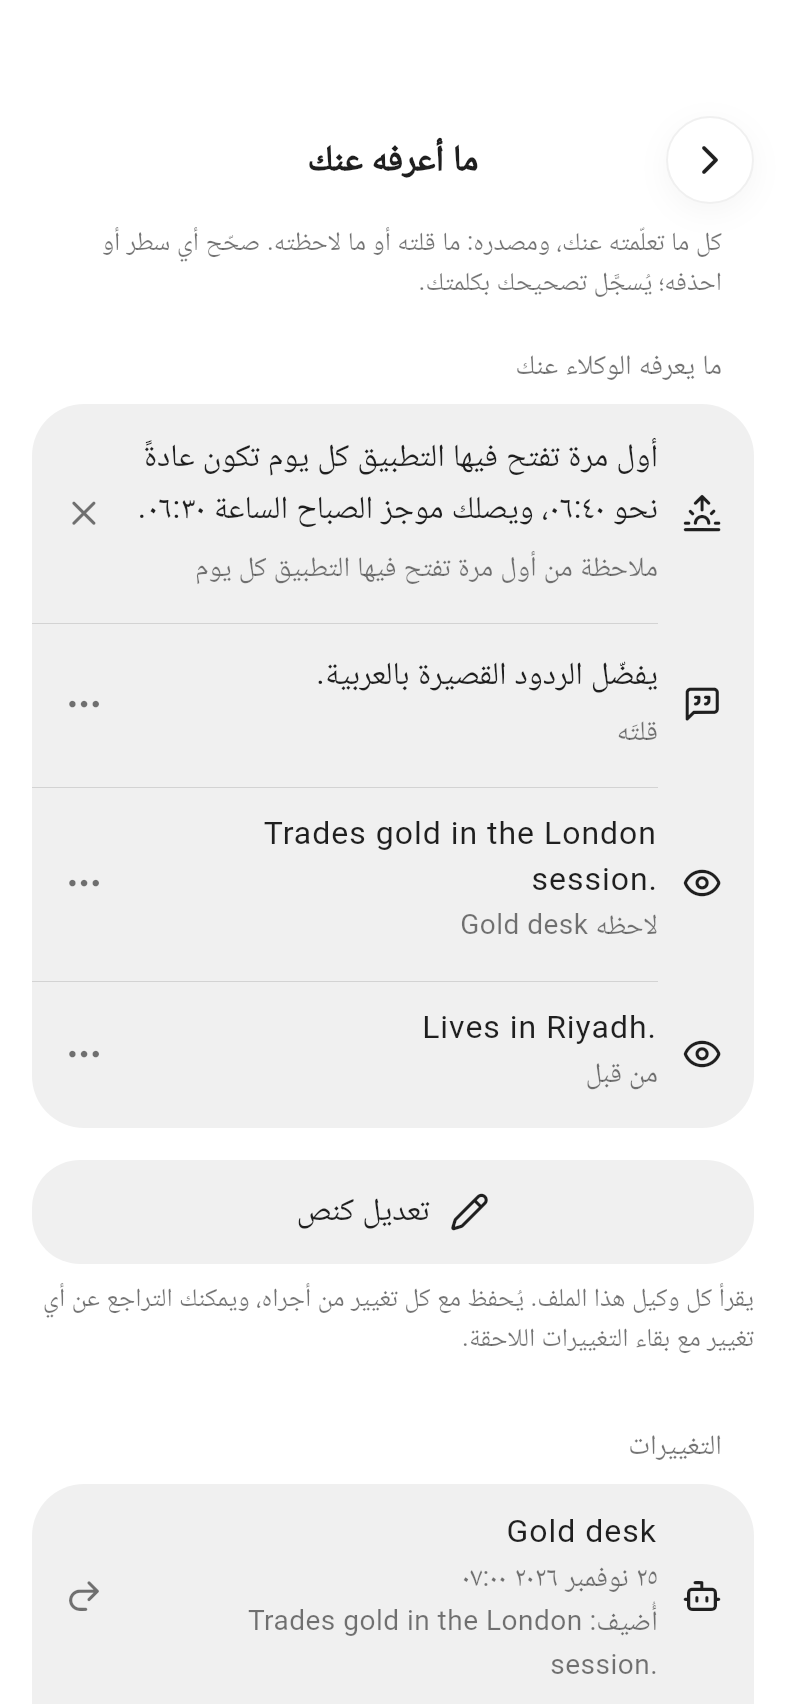 ما أعرفه عنك
كل ما تعلّمته عنك، ومصدره: ما قلته أو ما لاحظته. صحّح أي سطر أو
احذفه؛ يُسجَّل تصحيحك بكلمتك.
ما يعرفه الوكلاء عنك
أول مرة تفتح فيها التطبيق كل يوم تكون عادةً
نحو ٠٦:٤٠، ويصلك موجز الصباح الساعة ٠٦:٣٠.
ملاحظة من أول مرة تفتح فيها التطبيق كل يوم
يفضّل الردود القصيرة بالعربية.
قلتَه
Trades gold in the London
session.
لاحظه Gold desk
Lives in Riyadh.
من قبل
تعديل كنص
يقرأ كل وكيل هذا الملف. يُحفظ مع كل تغيير من أجراه، ويمكنك التراجع عن أي
تغيير مع بقاء التغييرات اللاحقة.
التغييرات
Gold desk
٢٥ نوفمبر ٢٠٢٦ ٠٧:٠٠
أُضيف: Trades gold in the London
session.